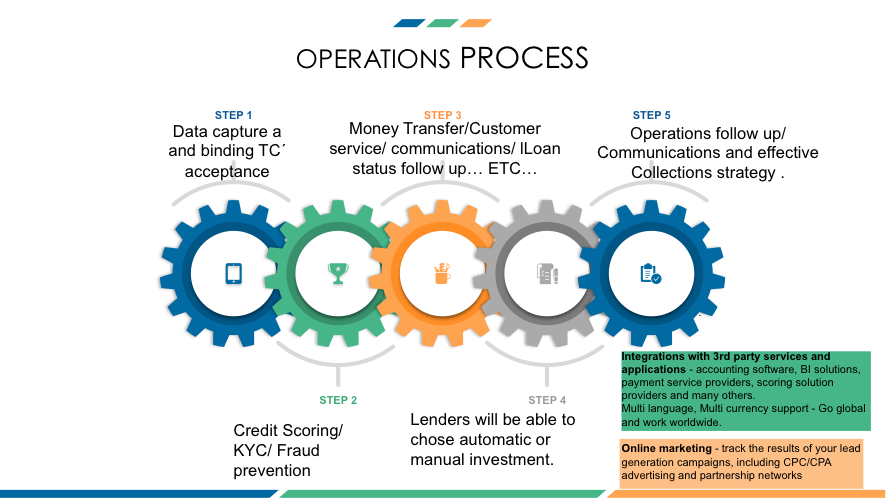 OPERATIONS PROCESS
STEP 1
Data capture a
and binding TC´
acceptance
STEP 3
Money Transfer/Customer
service/ communications/ lLoan
status follow up… ETC…
STEP 5
Operations follow up/
Communications and effective
Collections strategy .
STEP 2
Credit Scoring/
KYC/ Fraud
prevention
STEP 4
Lenders will be able to
chose automatic or
manual investment.
Integrations with 3rd party services and
applications - accounting software, BI solutions,
payment service providers, scoring solution
providers and many others.
Multi language, Multi currency support - Go global
and work worldwide.
Online marketing - track the results of your lead
generation campaigns, including CPC/CPA
advertising and partnership networks